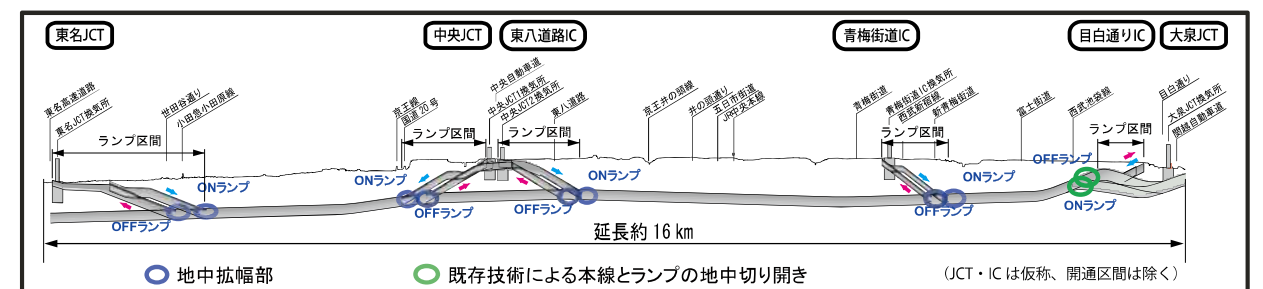 東名JCT
中央JCT
東八道路IC
青梅街道IC
目白通りIC
大泉JCT
東名高速道路
東名JCT換気所
世田谷通り
小田急小田原線
京王線
国道20号
中央自動車道
中央JCT1換気所
中央JCT2換気所
東八道路
京王井の頭線
井の頭通り
五日市街道
JR中央本線
青梅街道
青梅街道IC換気所
西武新宿線
新青梅街道
富士街道
西武池袋線
目白通り
大泉JCT換気所
関越自動車道
ランプ区間
ランプ区間
ランプ区間
ランプ区間
ランプ区間
ONランプ
OFFランプ
ONランプ
OFFランプ
ONランプ
OFFランプ
ONランプ
OFFランプ
OFFランプ
ONランプ
延長約16km
地中拡幅部
既存技術による本線とランプの地中切り開き
(JCT・ICは仮称、開通区間は除く)